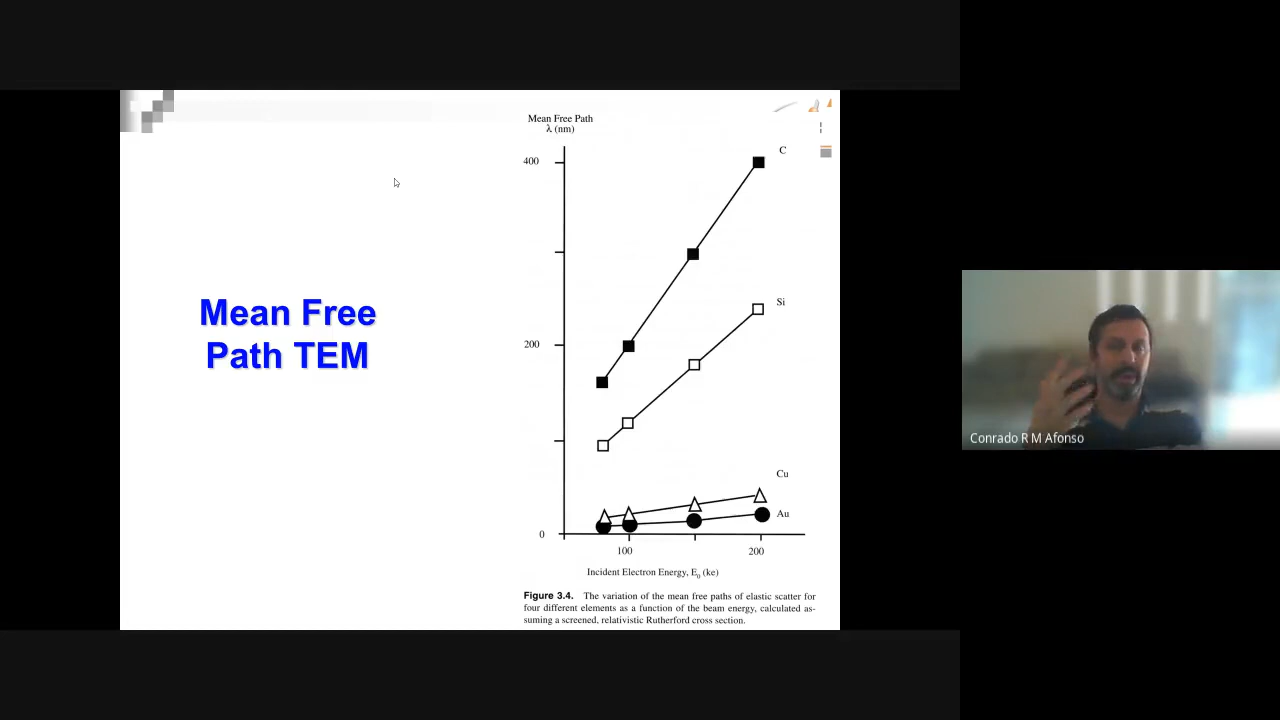 Mean Free
Path TEM
Mean Free Path
λ (nm)
400
200
0
C
Si
Cu
Au
100
200
Incident Electron Energy, E0 (ke)
Figure 3.4. The variation of the mean free paths of elastic scatter for
four different elements as a function of the beam energy, calculated as-
suming a screened, relativistic Rutherford cross section.
Conrado R M Afonso